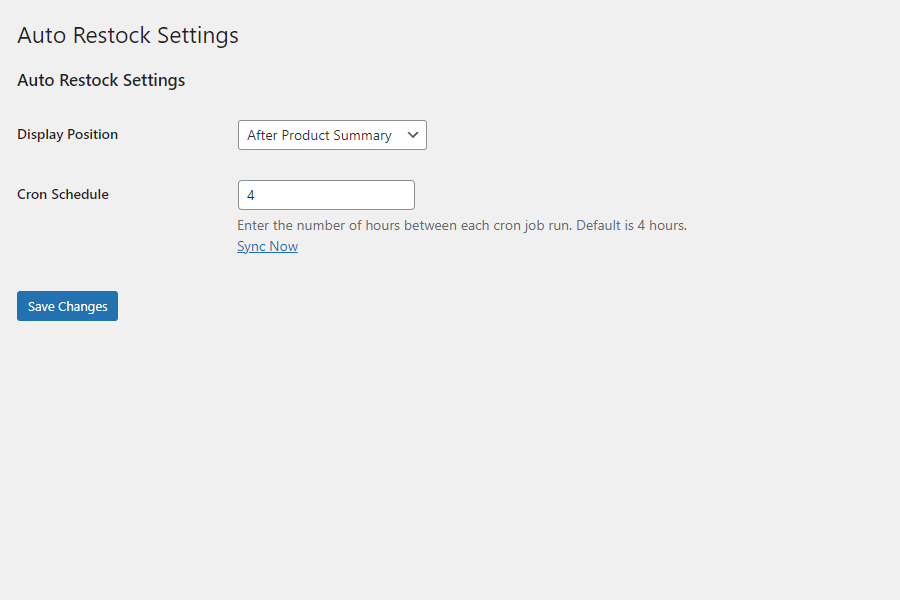 Auto Restock Settings
Auto Restock Settings
Display Position
After Product Summary
Cron Schedule
4
Enter the number of hours between each cron job run. Default is 4 hours.
Sync Now
Save Changes